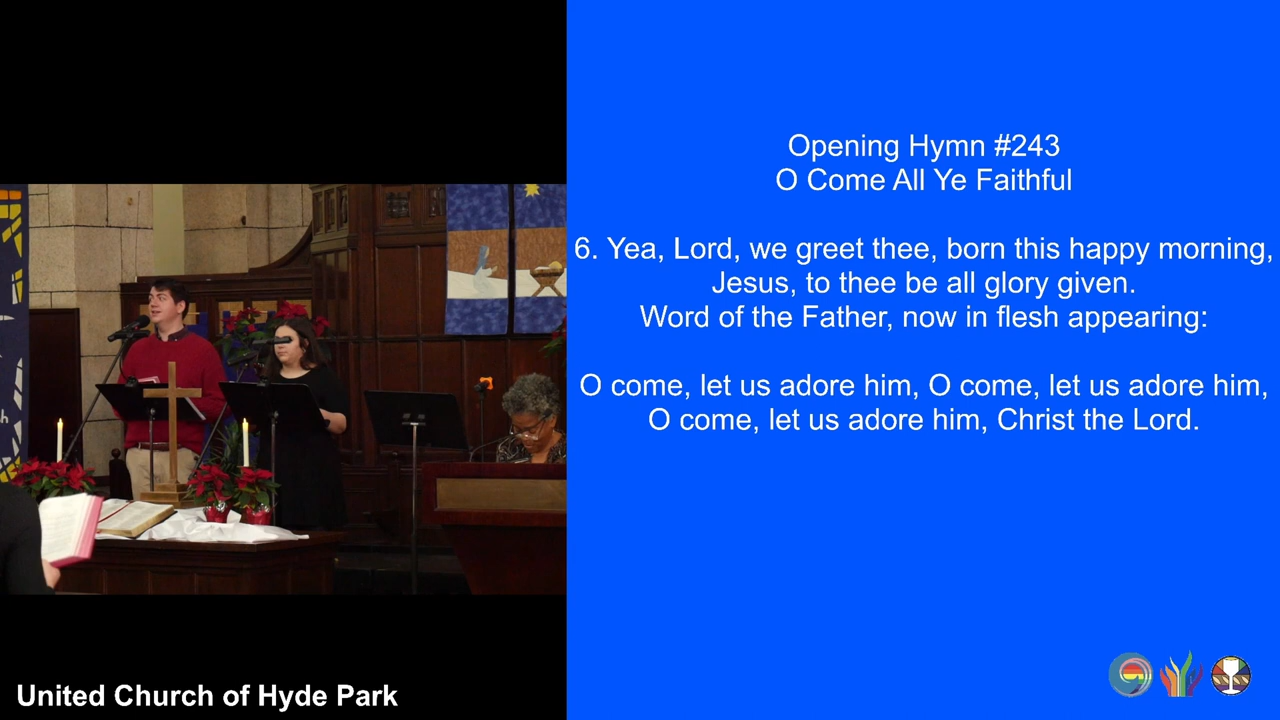 Opening Hymn #243
O Come All Ye Faithful
6. Yea, Lord, we greet thee, born this happy morning,
Jesus, to thee be all glory given.
Word of the Father, now in flesh appearing:
O come, let us adore him, O come, let us adore him,
O come, let us adore him, Christ the Lord.
United Church of Hyde Park